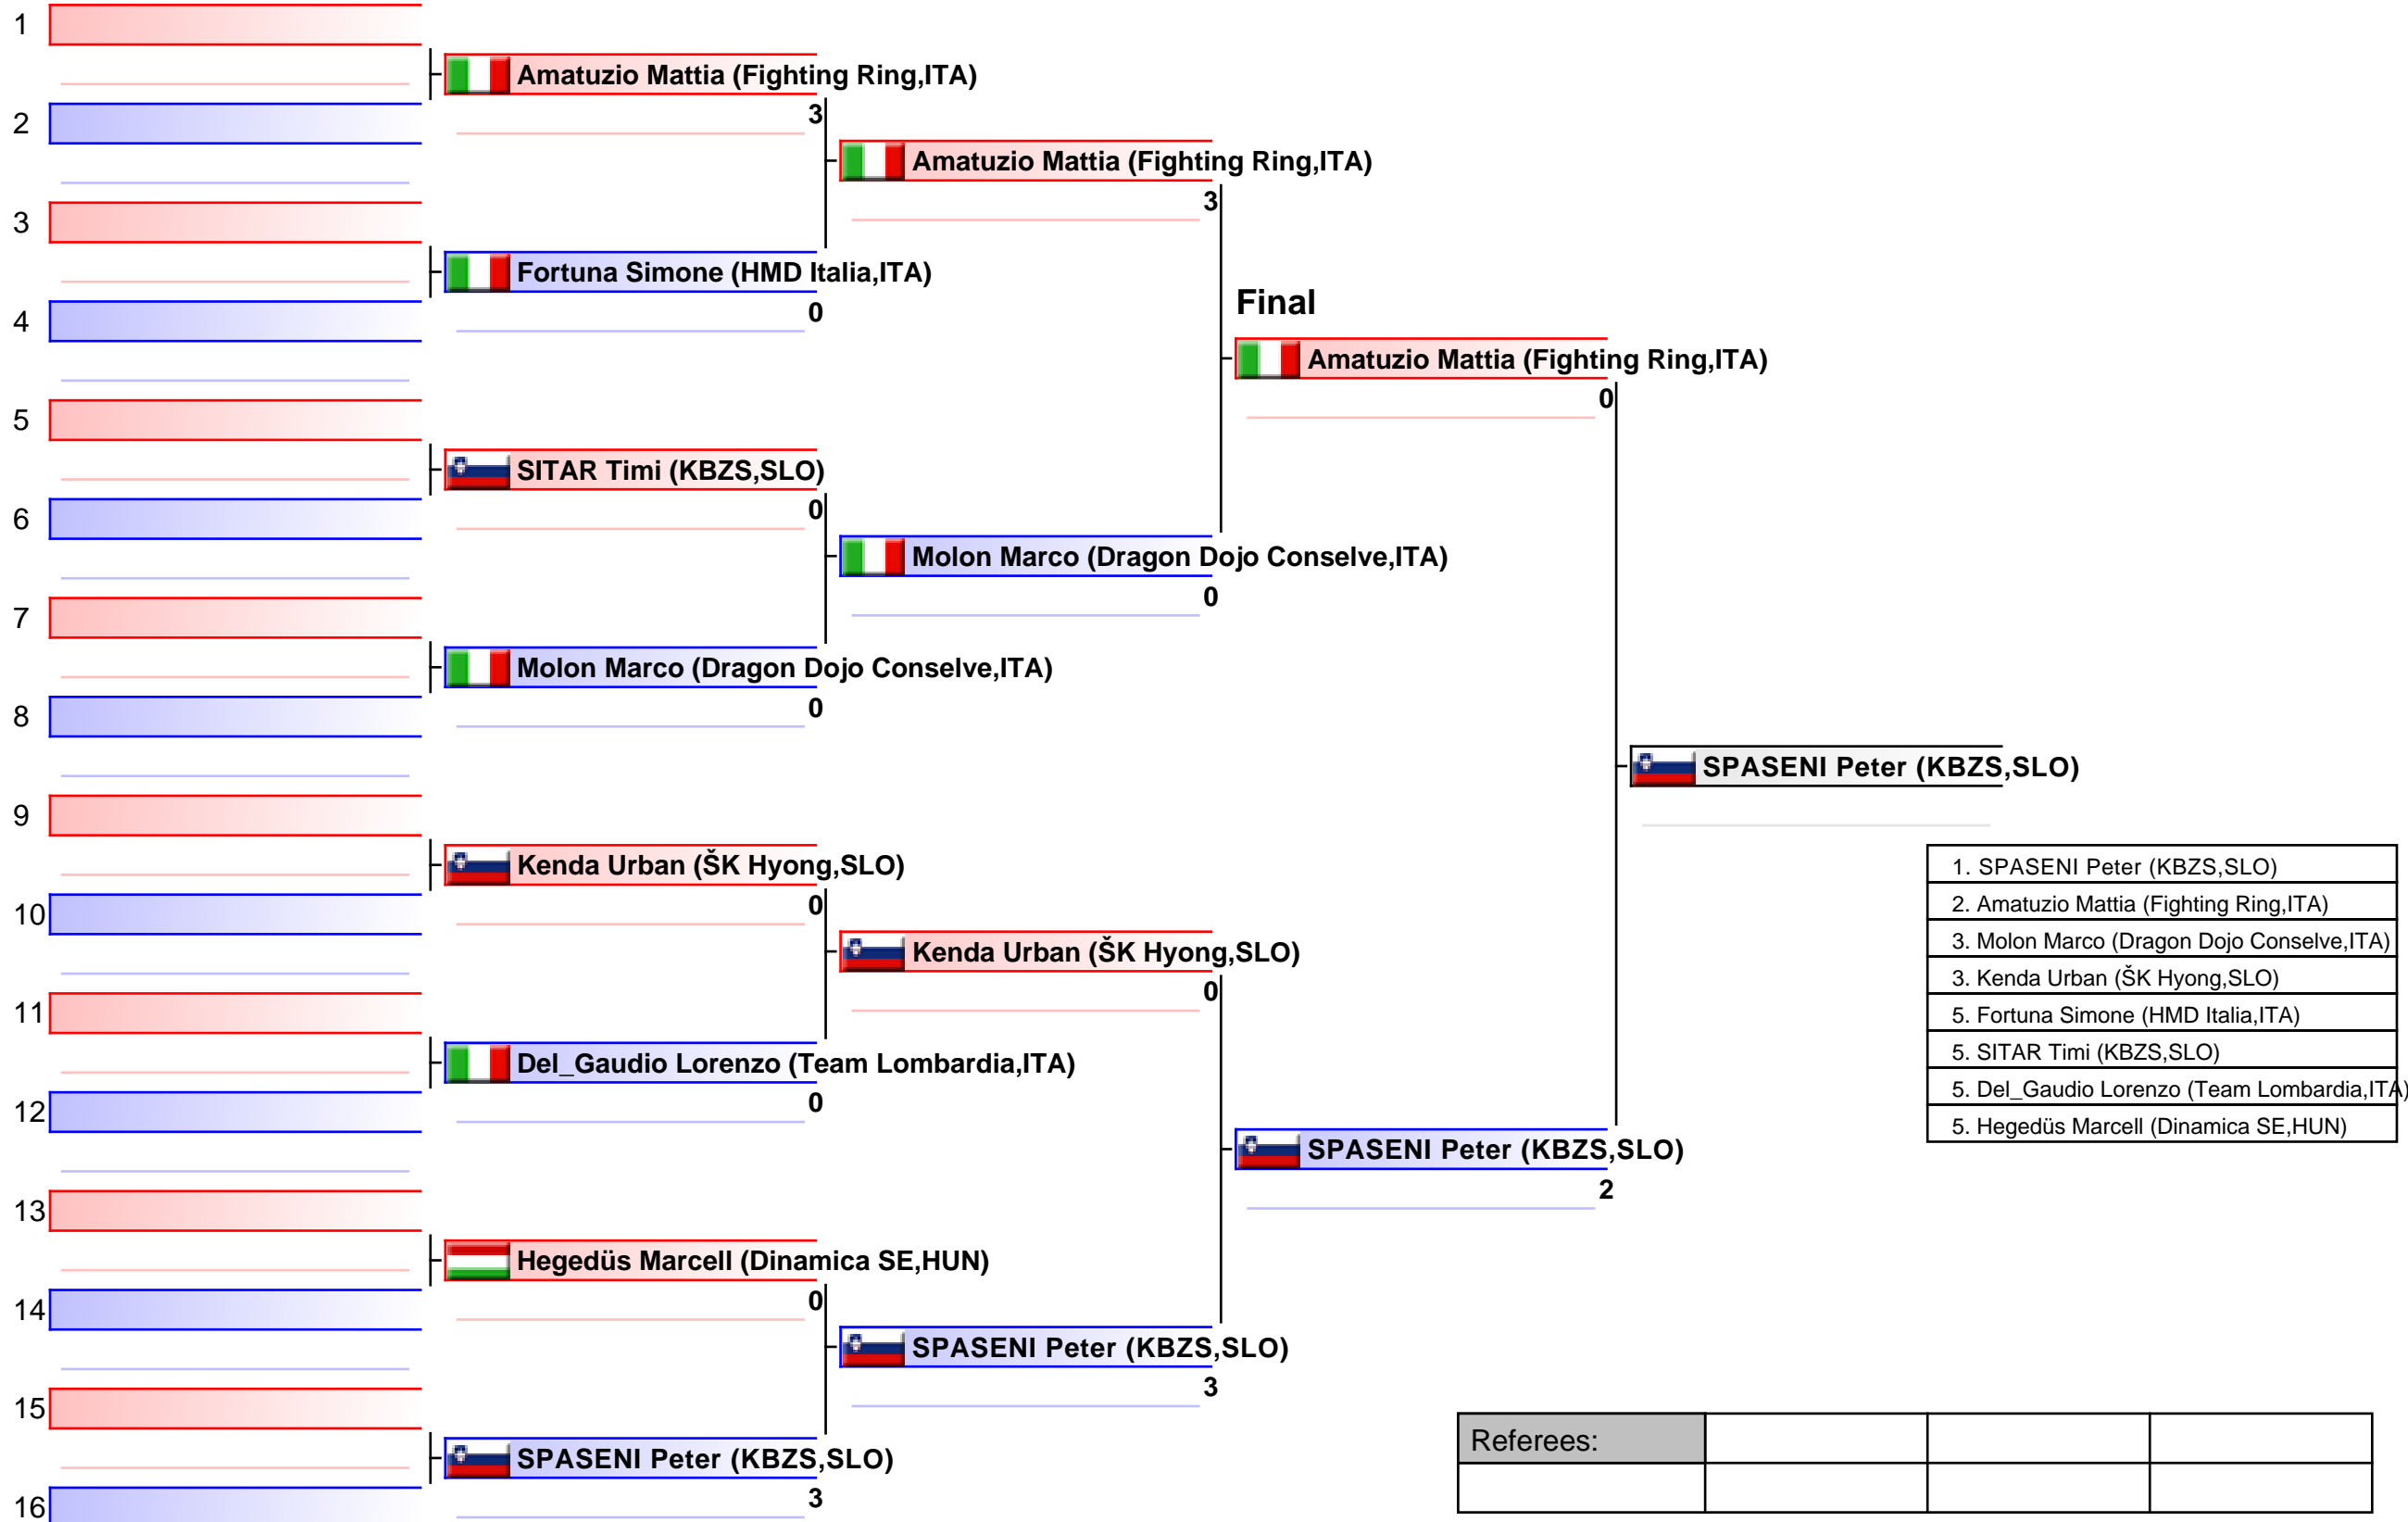 1
Amatuzio Mattia (Fighting Ring,ITA)
3
2
Amatuzio Mattia (Fighting Ring,ITA)
3
3
Fortuna Simone (HMD Italia,ITA)
0
4
Final
Amatuzio Mattia (Fighting Ring,ITA)
0
5
SITAR Timi (KBZS,SLO)
0
6
Molon Marco (Dragon Dojo Conselve,ITA)
0
7
Molon Marco (Dragon Dojo Conselve,ITA)
0
8
SPASENI Peter (KBZS,SLO)
9
Kenda Urban (ŠK Hyong,SLO)
0
10
Kenda Urban (ŠK Hyong,SLO)
0
11
Del_Gaudio Lorenzo (Team Lombardia,ITA)
0
12
SPASENI Peter (KBZS,SLO)
2
13
Hegedüs Marcell (Dinamica SE,HUN)
0
14
SPASENI Peter (KBZS,SLO)
3
15
SPASENI Peter (KBZS,SLO)
3
16
1. SPASENI Peter (KBZS,SLO)
2. Amatuzio Mattia (Fighting Ring,ITA)
3. Molon Marco (Dragon Dojo Conselve,ITA)
3. Kenda Urban (ŠK Hyong,SLO)
5. Fortuna Simone (HMD Italia,ITA)
5. SITAR Timi (KBZS,SLO)
5. Del_Gaudio Lorenzo (Team Lombardia,ITA)
5. Hegedüs Marcell (Dinamica SE,HUN)
Referees: